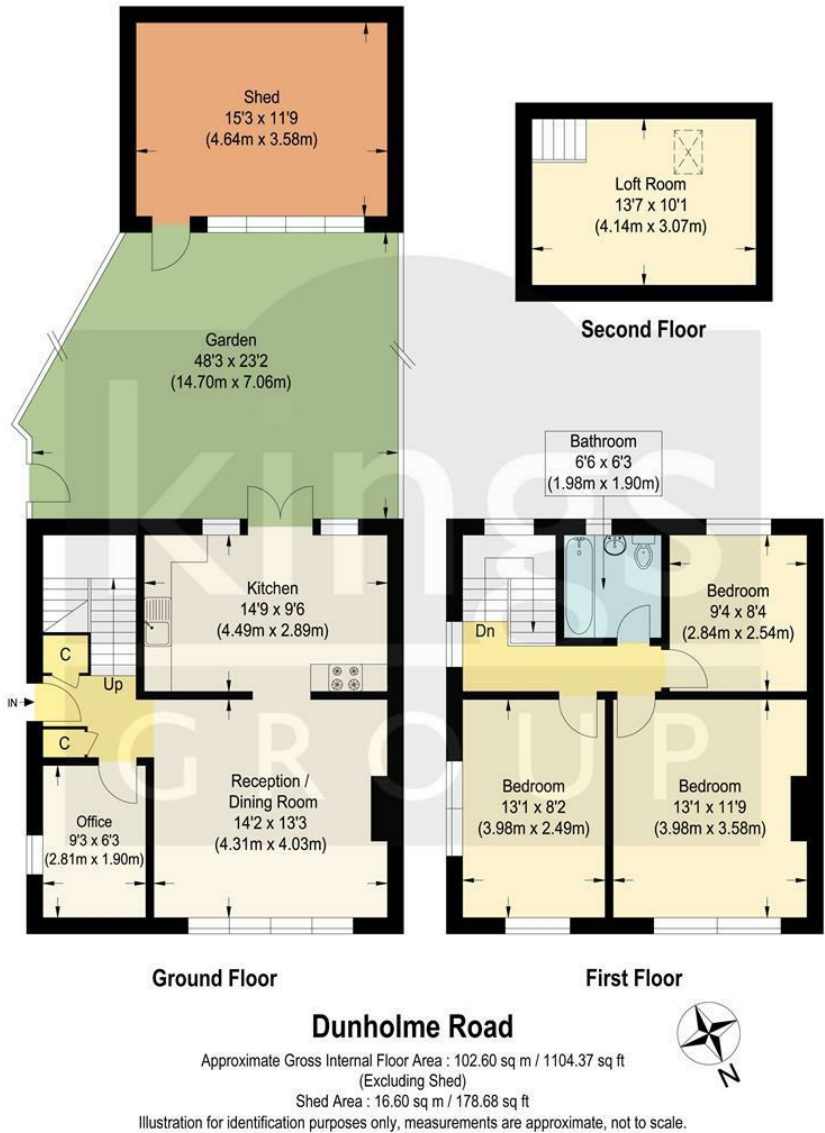 Shed
15'3 x 11'9
(4.64m x 3.58m)
Loft Room
13'7 x 10'1
(4.14m x 3.07m)
Second Floor
Garden
48'3 x 23'2
(14.70m x 7.06m)
Bathroom
6'6 x 6'3
(1.98m x 1.90m)
Kitchen
14'9 x 9'6
(4.49m x 2.89m)
C
Up
IN
C
Reception /
Dining Room
14'2 x 13'3
(4.31m x 4.03m)
Office
9'3 x 6'3
(2.81m x 1.90m)
Dn
Bedroom
9'4 x 8'4
(2.84m x 2.54m)
Bedroom
13'1 x 8'2
(3.98m x 2.49m)
Bedroom
13'1 x 11'9
(3.98m x 3.58m)
kings
GROUP
Ground Floor
First Floor
Dunholme Road
Approximate Gross Internal Floor Area : 102.60 sq m / 1104.37 sq ft
(Excluding Shed)
Shed Area : 16.60 sq m / 178.68 sq ft
Illustration for identification purposes only, measurements are approximate, not to scale.
N